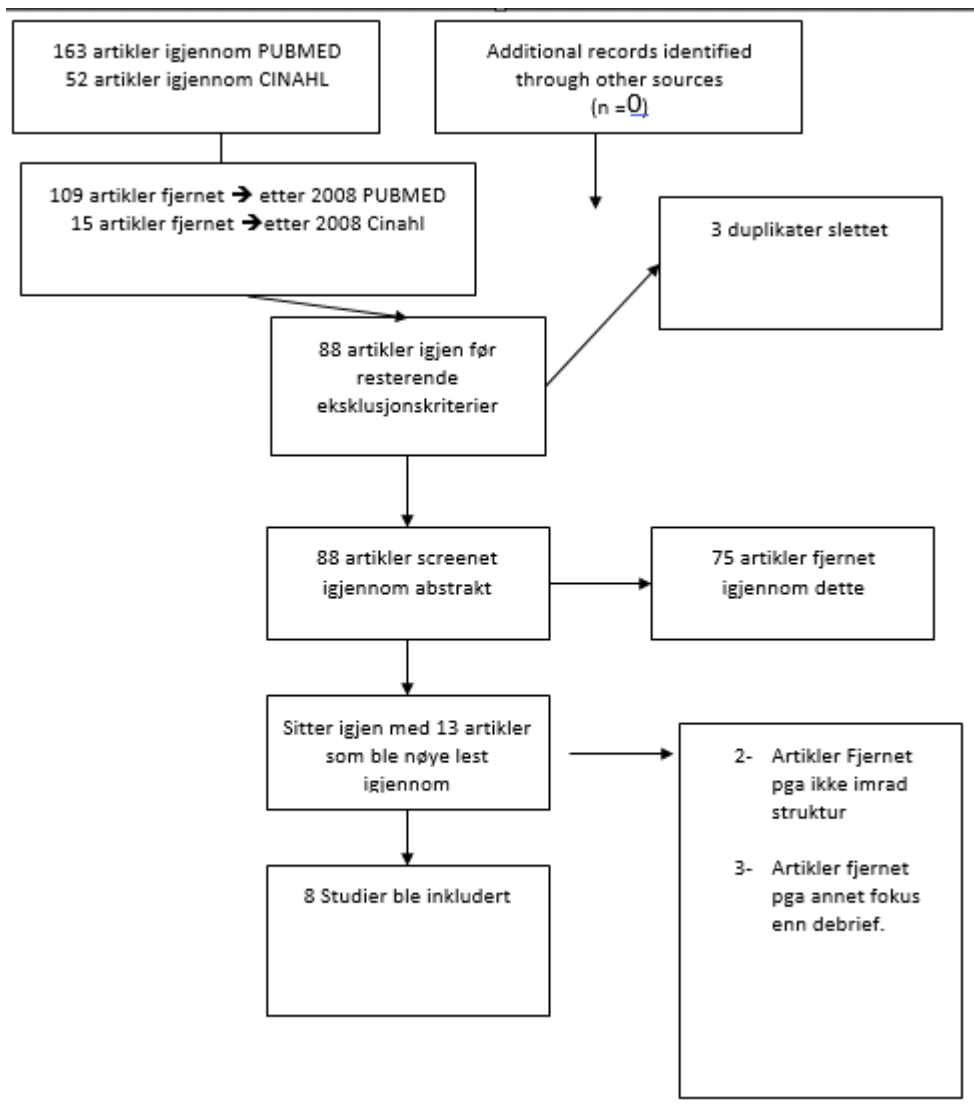 163 artikler igjennom PUBMED
52 artikler igjennom CINAHL
Additional records identified
through other sources
(n =0)
109 artikler fjernet ➔ etter 2008 PUBMED
15 artikler fjernet ➔etter 2008 Cinahl
3 duplikater slettet
88 artikler igjen før
resterende
eksklusjonskriterier
88 artikler screenet
igjennom abstrakt
75 artikler fjernet
igjennom dette
Sitter igjen med 13 artikler
som ble nøye lest
igjennom
2- Artikler Fjernet
pga ikke imrad
struktur
3- Artikler fjernet
pga annet fokus
enn debrief.
8 Studier ble inkludert